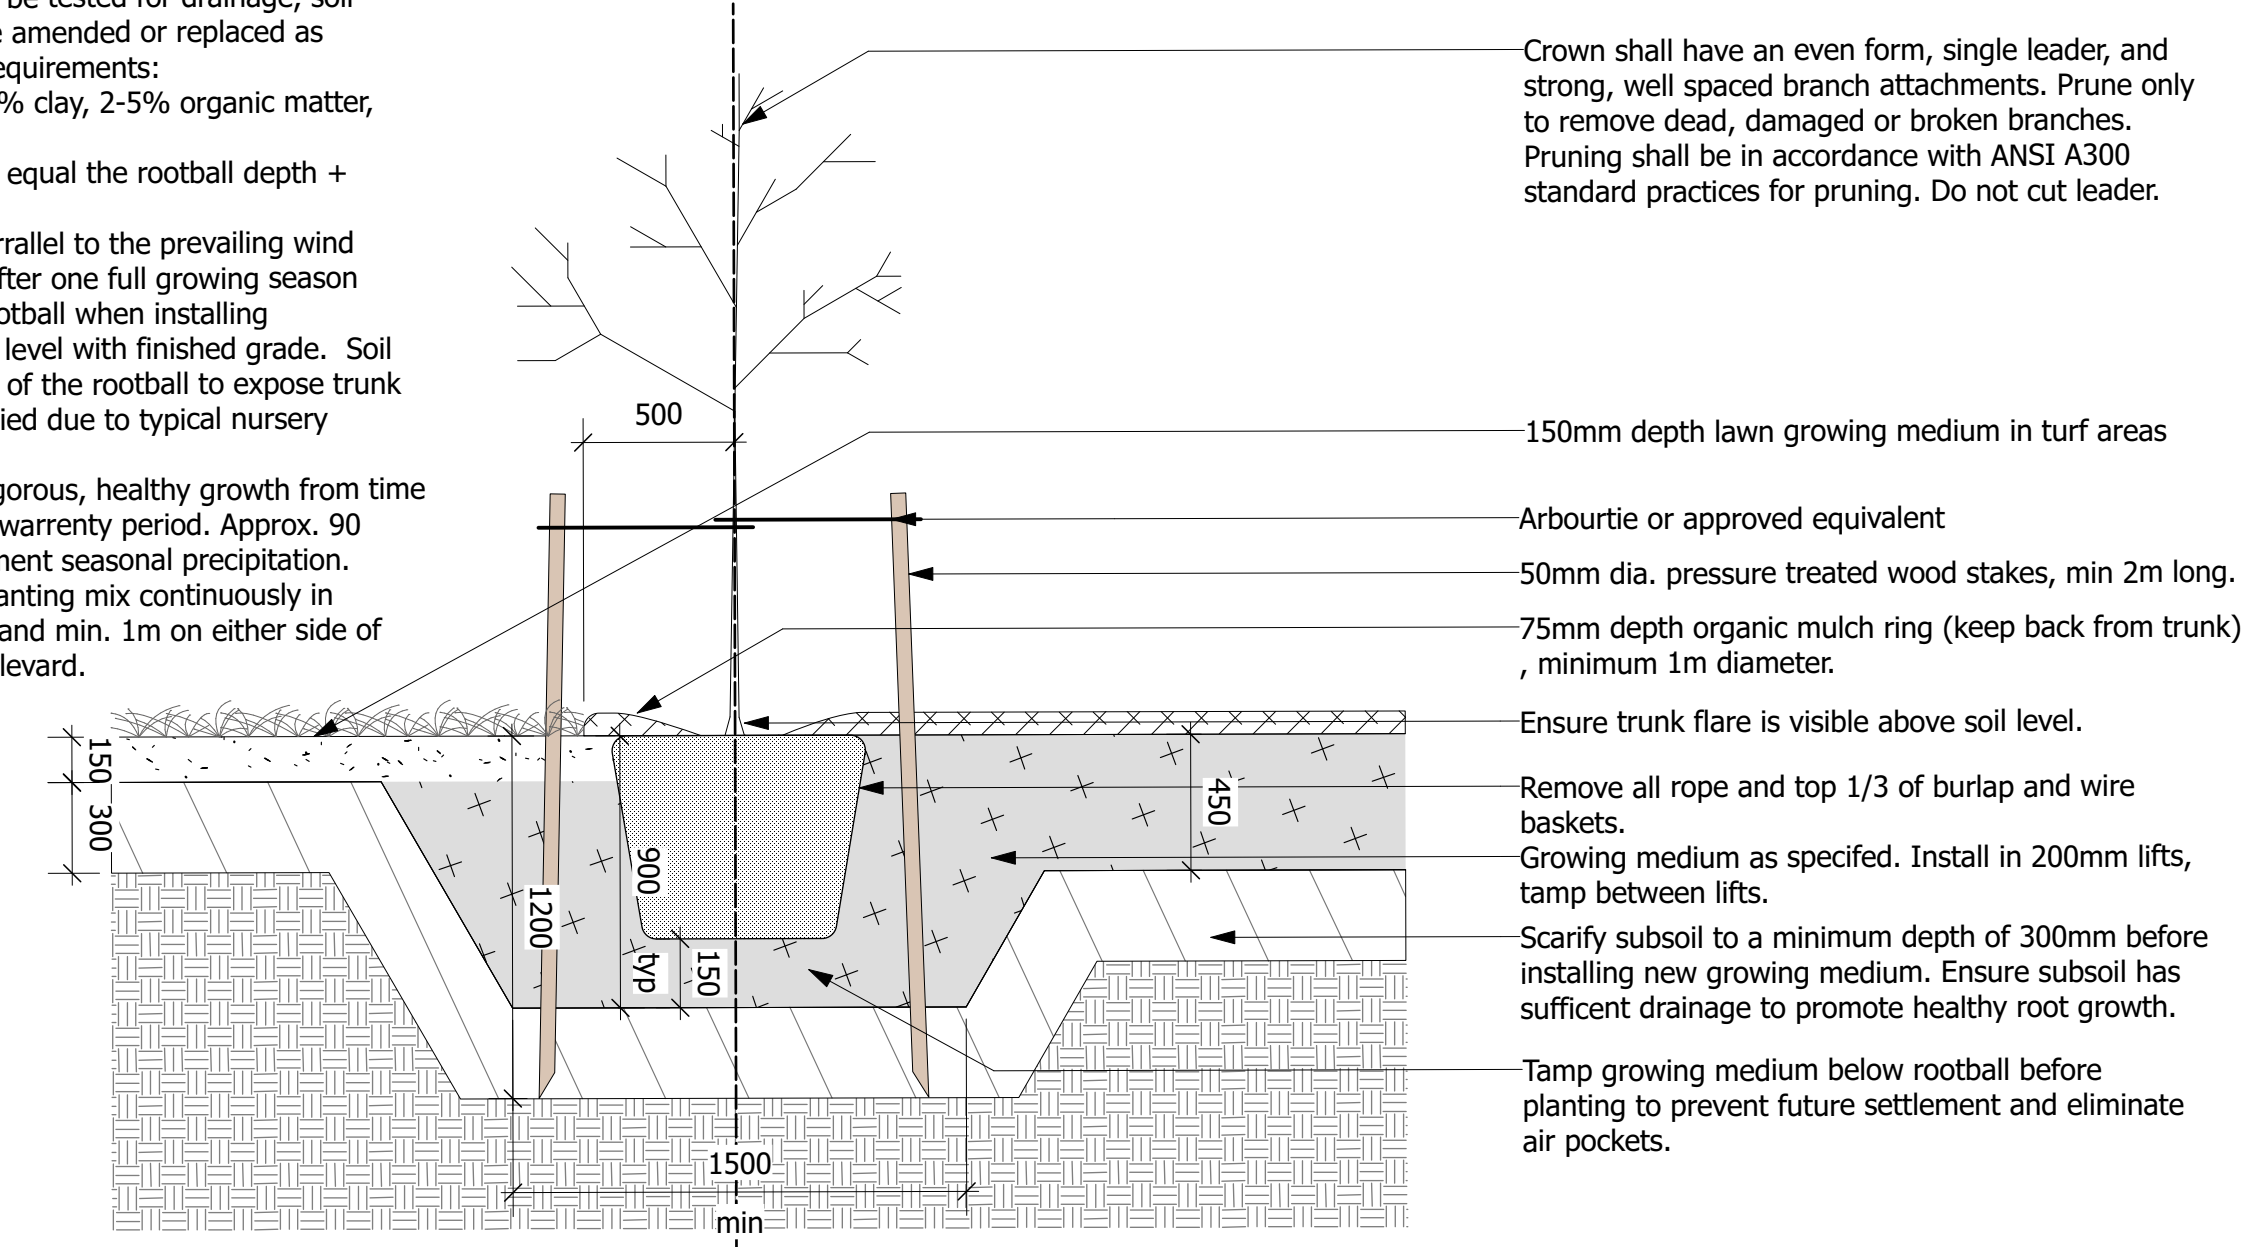 be tested for drainage, soil
amended or replaced as
equirements:
% clay, 2-5% organic matter,
equal the rootball depth +
rrallel to the prevailing wind
fter one full growing season
otball when installing
level with finished grade. Soil
of the rootball to expose trunk
ied due to typical nursery
gorous, healthy growth from time
warrenty period. Approx. 90
ment seasonal precipitation.
anting mix continuously in
and min. 1m on either side of
levard.
Crown shall have an even form, single leader, and
strong, well spaced branch attachments. Prune only
to remove dead, damaged or broken branches.
Pruning shall be in accordance with ANSI A300
standard practices for pruning. Do not cut leader.
500
150mm depth lawn growing medium in turf areas
Arbourtie or approved equivalent
50mm dia. pressure treated wood stakes, min 2m long.
75mm depth organic mulch ring (keep back from trunk)
, minimum 1m diameter.
Ensure trunk flare is visible above soil level.
Remove all rope and top 1/3 of burlap and wire
baskets.
Growing medium as specifed. Install in 200mm lifts,
tamp between lifts.
Scarify subsoil to a minimum depth of 300mm before
installing new growing medium. Ensure subsoil has
sufficent drainage to promote healthy root growth.
Tamp growing medium below rootball before
planting to prevent future settlement and eliminate
air pockets.
150
300
1200
900
typ
150
450
1500
min